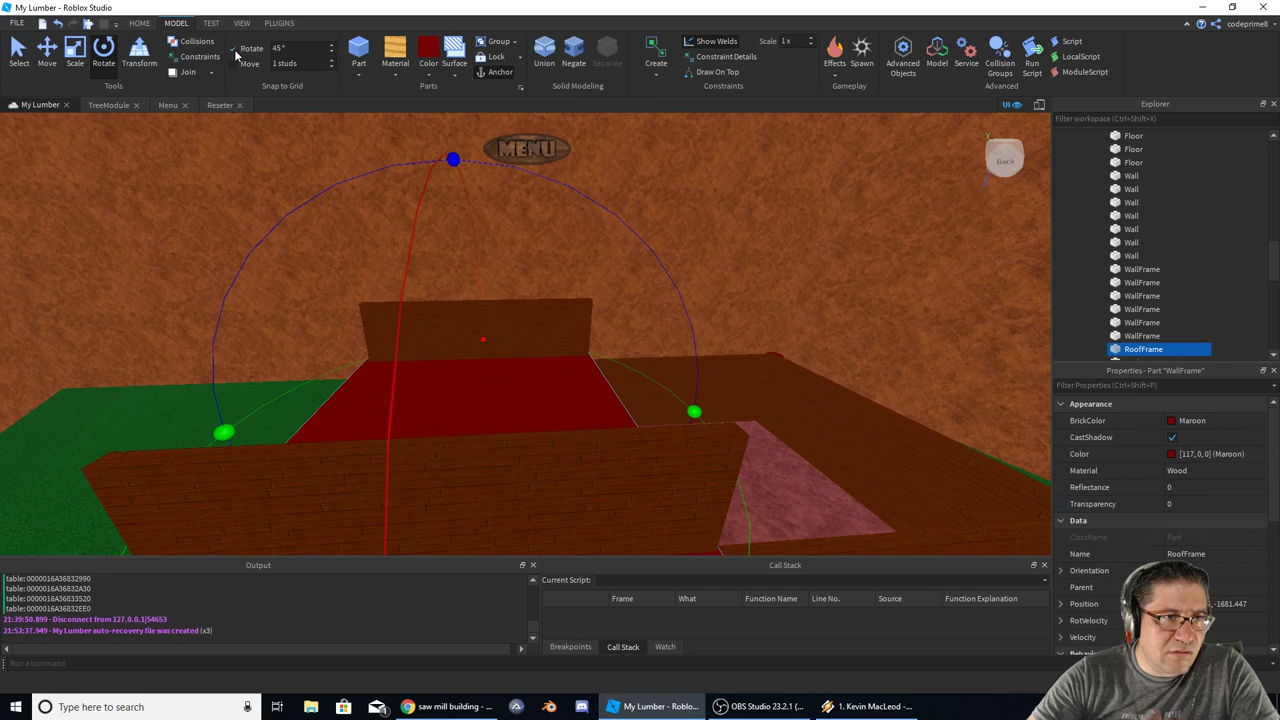 My Lumber - Roblox Studio
FILE HOME MODEL TEST VIEW PLUGINS codeprime8
Select Move Scale Rotate Transform
Collisions
Constraints
Join
Tools
Rotate 45 °
Move 1 studs
Snap to Grid
Part Material Color Surface
Group
Lock
Anchor
Parts
Union Negate Separate
Solid Modeling
Create
Show Welds Scale 1 x
Constraint Details
Draw On Top
Constraints
Effects Spawn
Gameplay
Advanced Objects
Model
Service
Collision Groups
Run Script
Script
LocalScript
ModuleScript
Advanced
My Lumber TreeModule Menu Reseter UI
MENU
Back
Explorer
Filter workspace (Ctrl+Shift+X)
Floor
Floor
Floor
Wall
Wall
Wall
Wall
Wall
Wall
Wall
WallFrame
WallFrame
WallFrame
WallFrame
WallFrame
WallFrame
RoofFrame
Properties - Part "WallFrame"
Filter Properties (Ctrl+Shift+P)
Appearance
BrickColor Maroon
CastShadow
Color [117, 0, 0] (Maroon)
Material Wood
Reflectance 0
Transparency 0
Data
ClassName Part
Name RoofFrame
Orientation
Parent
Position , -1681.447
RotVelocity
Velocity
Output
table:0000016A36832990
table:0000016A36832A30
table:0000016A36833520
table:0000016A36832EE0
21:39:50.899 - Disconnect from 127.0.0.1|54653
21:53:37.949 - My Lumber auto-recovery file was created (x3)
Call Stack
Current Script:
Frame What Function Name Line No. Source Function Explanation
Breakpoints Call Stack Watch
Run a command
Type here to search
saw mill building - ...
My Lumber - Roblo...
OBS Studio 23.2.1 (...
1. Kevin MacLeod - ...